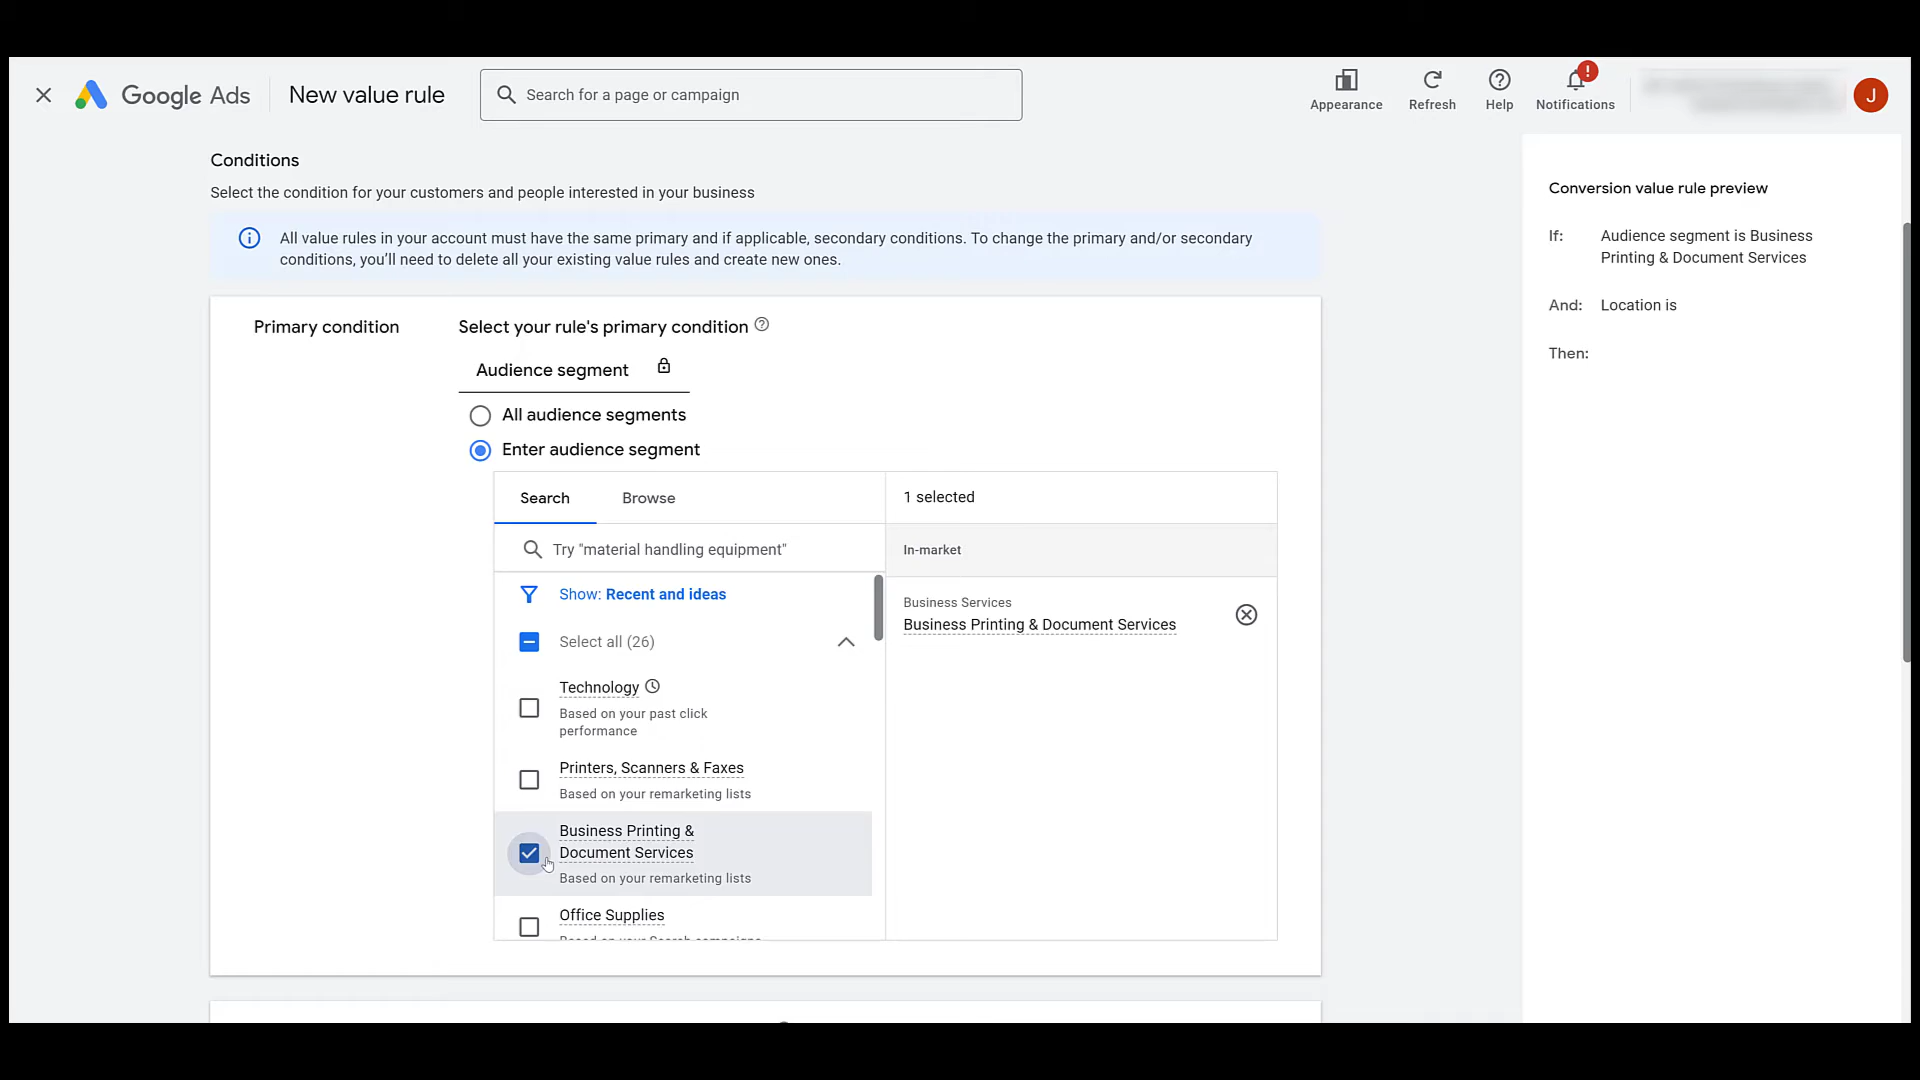 Google Ads
New value rule
Search for a page or campaign
Appearance
Refresh
Help
!
Notifications
J
Conditions
Select the condition for your customers and people interested in your business
All value rules in your account must have the same primary and if applicable, secondary conditions. To change the primary and/or secondary
conditions, you’ll need to delete all your existing value rules and create new ones.
Primary condition
Select your rule's primary condition
Audience segment
All audience segments
Enter audience segment
Search
Browse
Try "material handling equipment"
Show: Recent and ideas
Select all (26)
Technology
Based on your past click
performance
Printers, Scanners & Faxes
Based on your remarketing lists
Business Printing &
Document Services
Based on your remarketing lists
Office Supplies
Based on your Search campaigns
1 selected
In-market
Business Services
Business Printing & Document Services
Conversion value rule preview
If: Audience segment is Business
Printing & Document Services
And: Location is
Then: